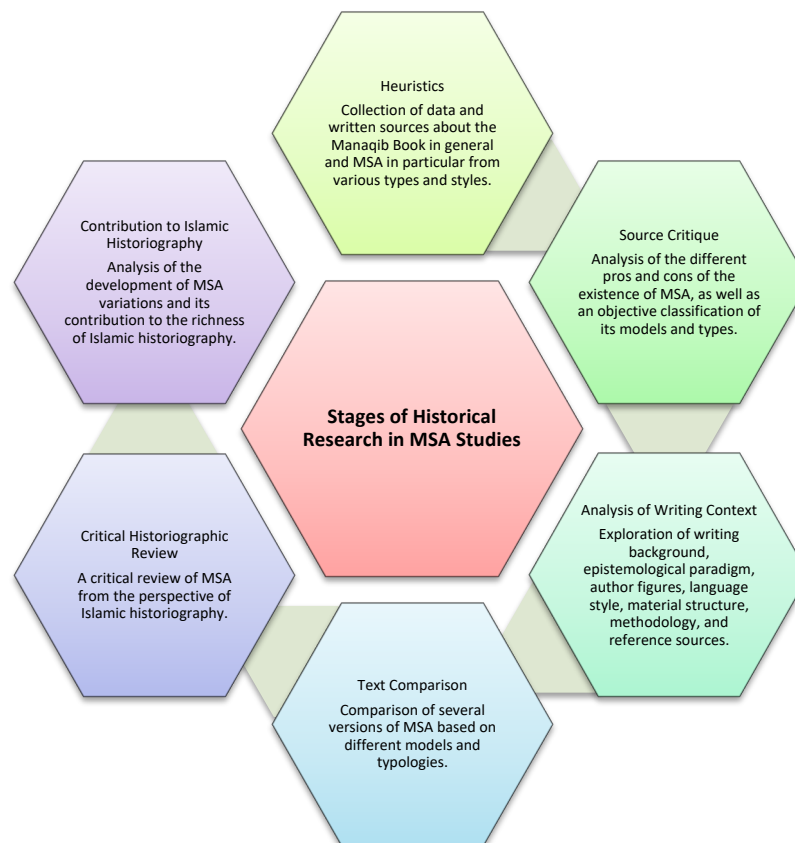 Heuristics
Collection of data and
written sources about the
Manaqib Book in general
and MSA in particular from
various types and styles.
Source Critique
Analysis of the different
pros and cons of the
existence of MSA, as well as
an objective classification of
its models and types.
Analysis of Writing Context
Exploration of writing
background,
epistemological paradigm,
author figures, language
style, material structure,
methodology, and
reference sources.
Text Comparison
Comparison of several
versions of MSA based on
different models and
typologies.
Critical Historiographic
Review
A critical review of MSA
from the perspective of
Islamic historiography.
Contribution to Islamic
Historiography
Analysis of the
development of MSA
variations and its
contribution to the richness
of Islamic historiography.
Stages of Historical
Research in MSA Studies